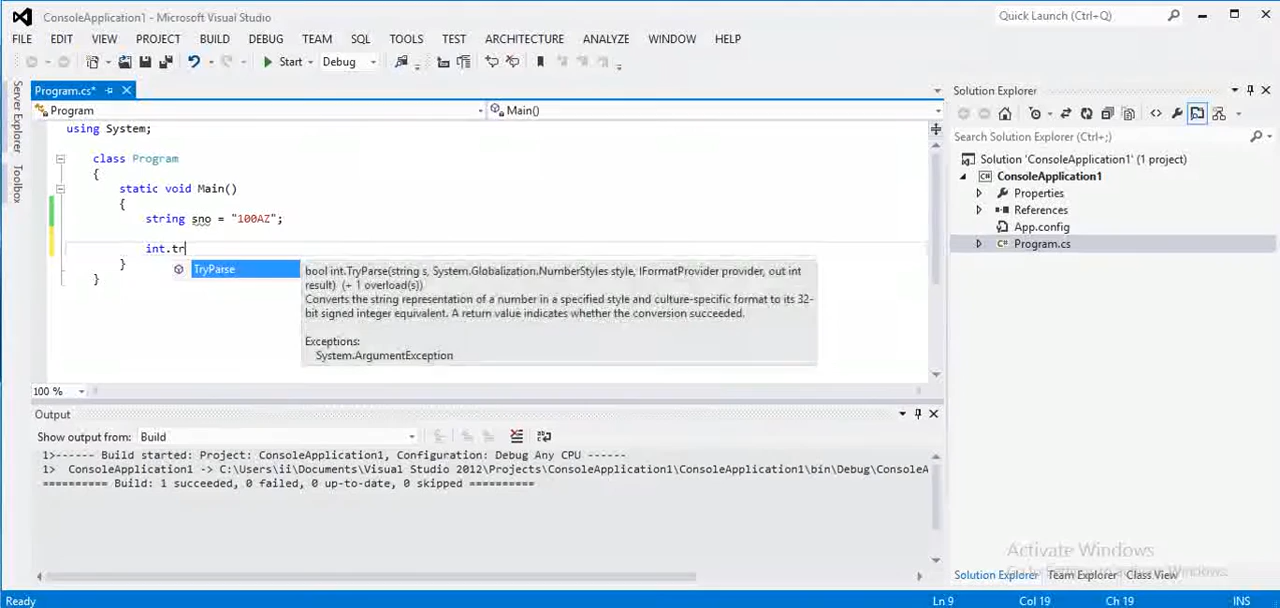 ConsoleApplication1 - Microsoft Visual Studio
Quick Launch (Ctrl+Q)
FILE EDIT VIEW PROJECT BUILD DEBUG TEAM SQL TOOLS TEST ARCHITECTURE ANALYZE WINDOW HELP
Start Debug
Server Explorer
Toolbox
Program.cs*
Program
Main()
using System;
class Program
{
static void Main()
{
string sno = "100AZ";
int.tr
}
}
TryParse
bool int.TryParse(string s, System.Globalization.NumberStyles style, IFormatProvider provider, out int
result) (+ 1 overload(s))
Converts the string representation of a number in a specified style and culture-specific format to its 32-
bit signed integer equivalent. A return value indicates whether the conversion succeeded.
Exceptions:
System.ArgumentException
100 %
Output
Show output from: Build
1>------ Build started: Project: ConsoleApplication1, Configuration: Debug Any CPU ------
1> ConsoleApplication1 -> C:\Users\ii\Documents\Visual Studio 2012\Projects\ConsoleApplication1\ConsoleApplication1\bin\Debug\ConsoleA
========== Build: 1 succeeded, 0 failed, 0 up-to-date, 0 skipped ==========
Solution Explorer
Search Solution Explorer (Ctrl+;)
Solution 'ConsoleApplication1' (1 project)
ConsoleApplication1
Properties
References
App.config
Program.cs
Activate Windows
Solution Explorer Team Explorer Class View
Ready
Ln 9 Col 19 Ch 19 INS